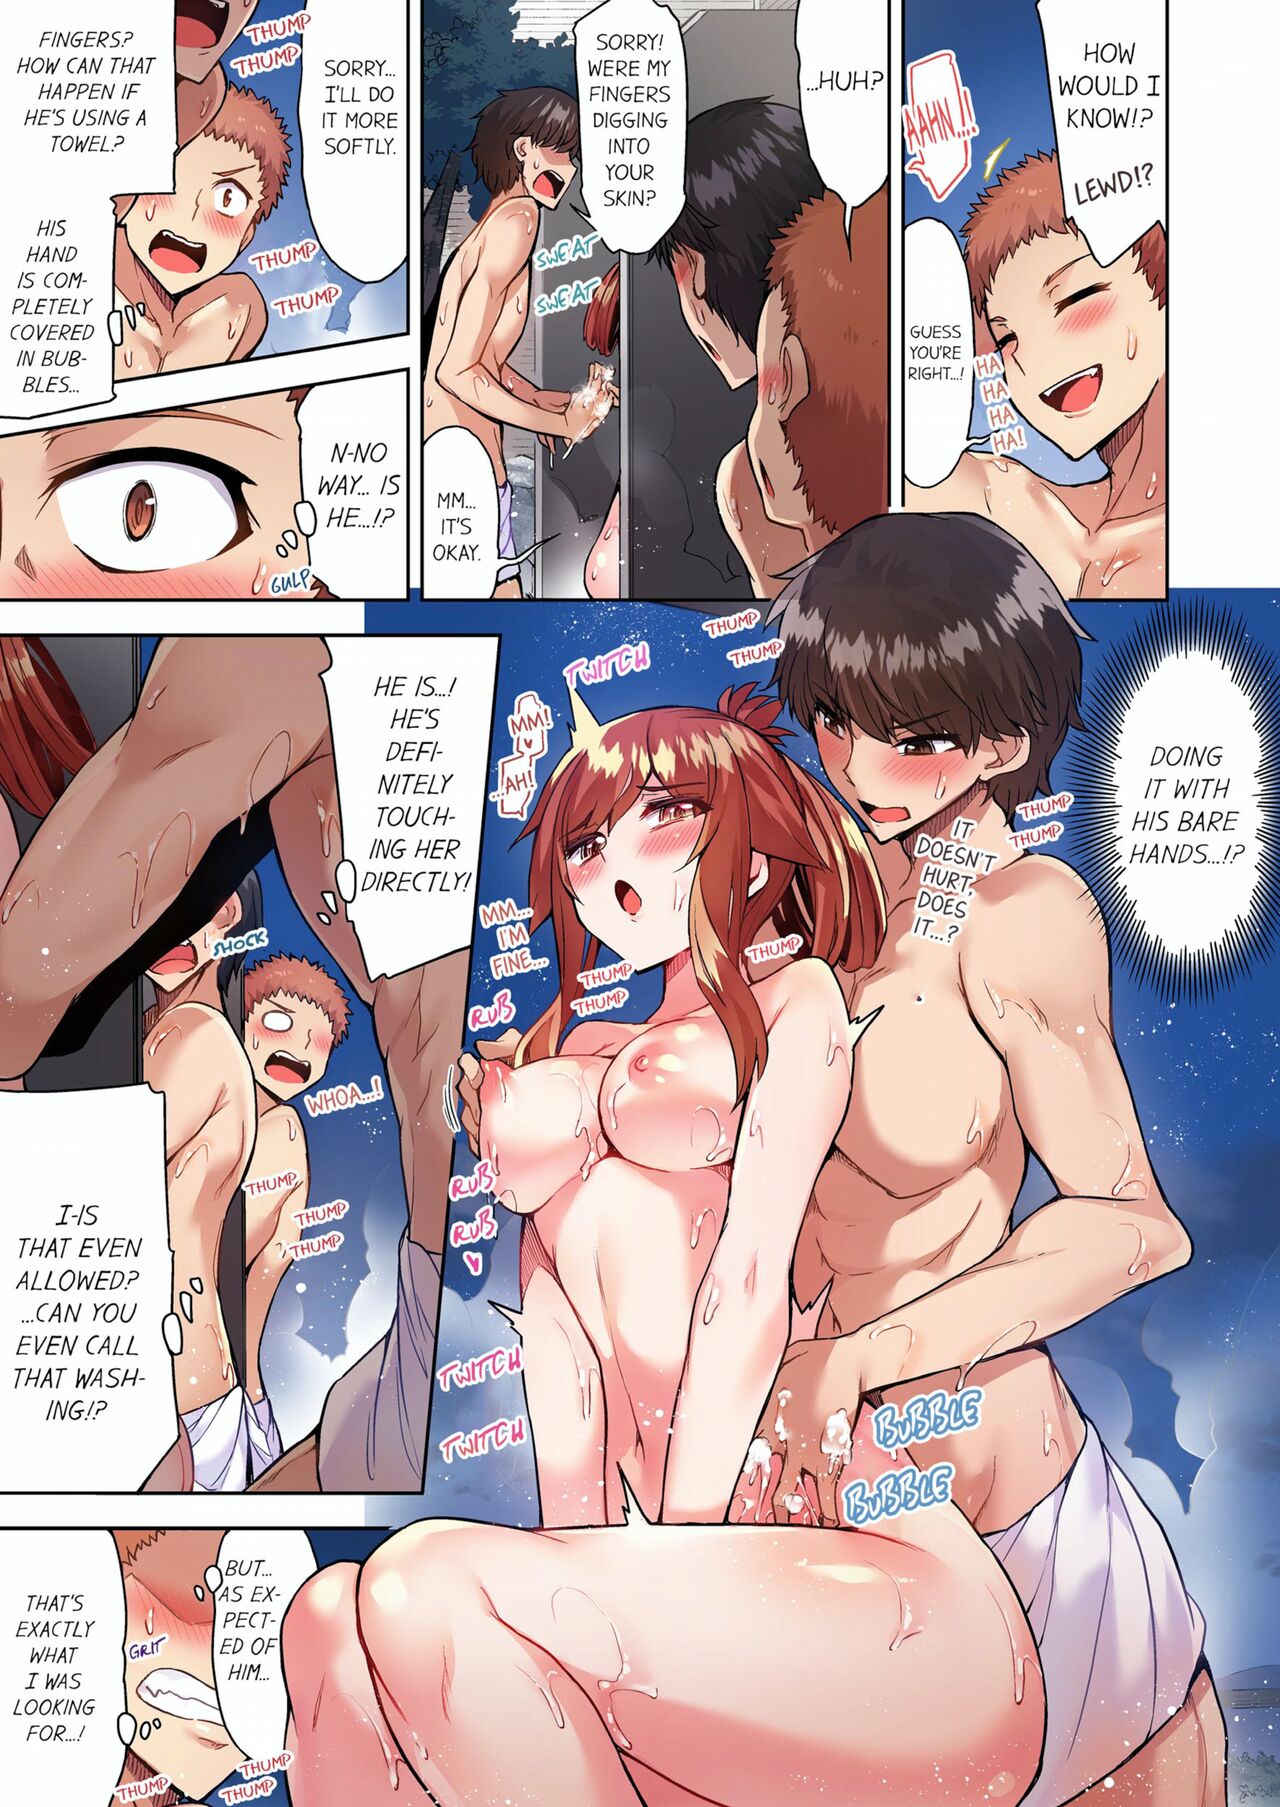 HOW
WOULD I
KNOW!?
LEWD!?
AAHN...!!
GUESS
YOU'RE
RIGHT...!
HA
HA
HA
HA!
...HUH?
SORRY!
WERE MY
FINGERS
DIGGING
INTO
YOUR
SKIN?
SWEAT
SWEAT
MM...
IT'S
OKAY.
SORRY...
I'LL DO
IT MORE
SOFTLY.
THUMP
THUMP
FINGERS?
HOW CAN THAT
HAPPEN IF
HE'S USING A
TOWEL?
THUMP
THUMP
HIS
HAND
IS COM-
PLETELY
COVERED
IN BUB-
BLES...
N-NO
WAY... IS
HE...!?
GULP
DOING
IT WITH
HIS BARE
HANDS...!?
THUMP
THUMP
TWITCH
MM!
...AH!
THUMP
THUMP
IT
DOESN'T
HURT,
DOES
IT...?
MM...
I'M
FINE...
THUMP
THUMP
THUMP
RUB
RUB
RUB
TWITCH
TWITCH
BUBBLE
BUBBLE
HE IS...!
HE'S
DEFI-
NITELY
TOUCH-
ING HER
DIRECTLY!
SHOCK
WHOA...!
THUMP
THUMP
THUMP
I-IS
THAT EVEN
ALLOWED?
...CAN YOU
EVEN CALL
THAT WASH-
ING!?
BUT...
AS EX-
PECT-
ED OF
HIM...
GRIT
THAT'S
EXACTLY
WHAT
I WAS
LOOKING
FOR...!
THUMP
THUMP
THUMP
THUMP